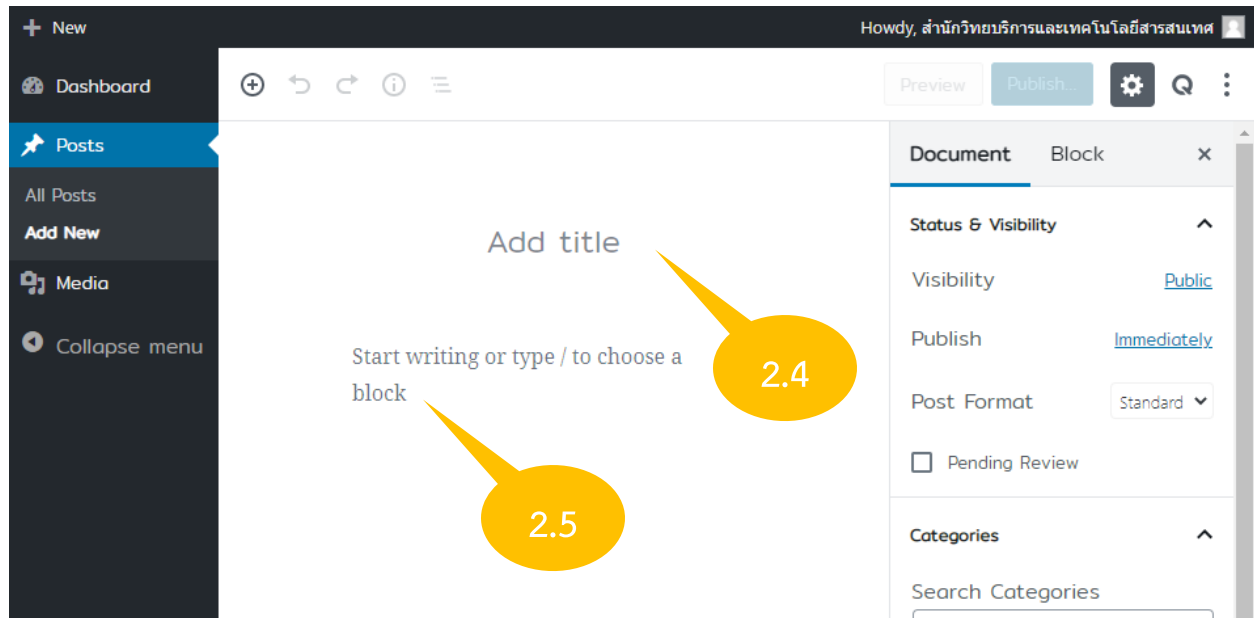 New
Howdy, สำนักวิทยบริการและเทคโนโลยีสารสนเทศ
Dashboard
Posts
All Posts
Add New
Media
Collapse menu
Preview
Publish...
Add title
Start writing or type / to choose a
block
2.4
2.5
Document Block
Status & Visibility
Visibility Public
Publish Immediately
Post Format Standard
Pending Review
Categories
Search Categories